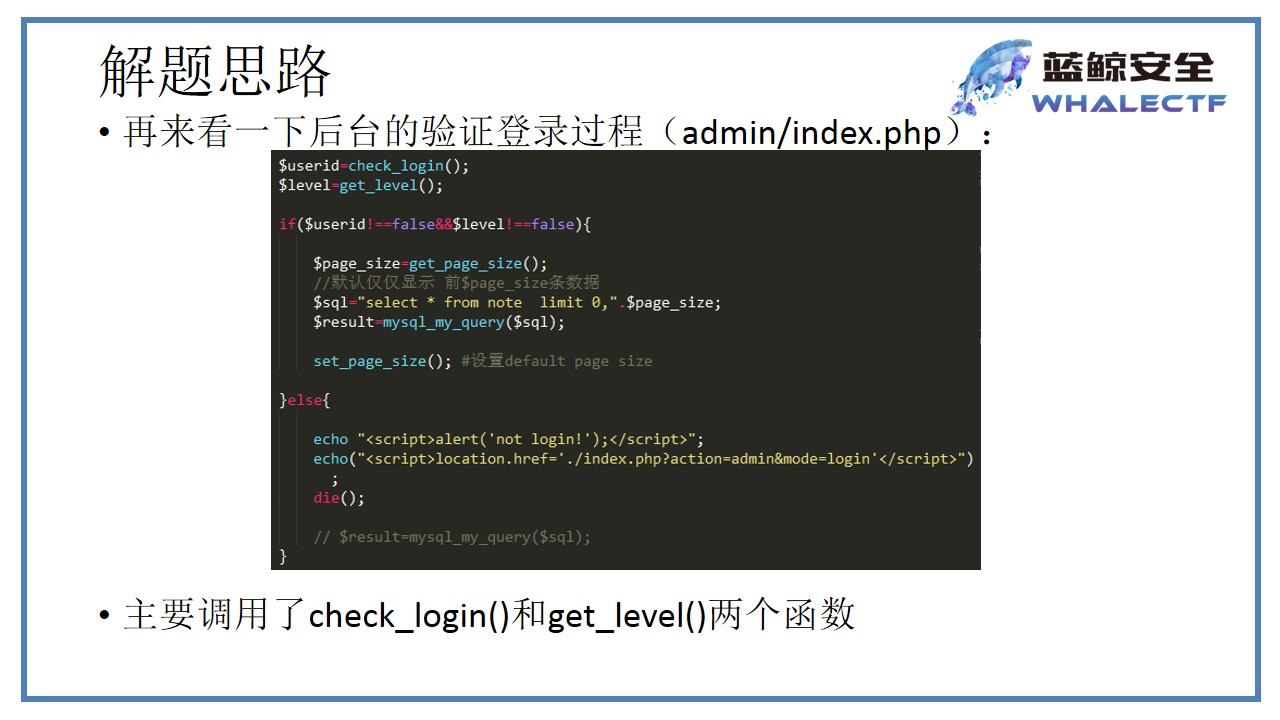 解题思路
蓝鲸安全
WHALECTF
• 再来看一下后台的验证登录过程（admin/index.php）：
$userid=check_login();
$level=get_level();
if($userid!==false&&$level!==false){
$page_size=get_page_size();
//默认仅仅显示 前$page_size条数据
$sql="select * from note  limit 0,".$page_size;
$result=mysql_my_query($sql);
set_page_size(); #设置default page size
}else{
echo "<script>alert('not login!');</script>";
echo("<script>location.href='./index.php?action=admin&mode=login'</script>")
;
die();
// $result=mysql_my_query($sql);
}
• 主要调用了check_login()和get_level()两个函数